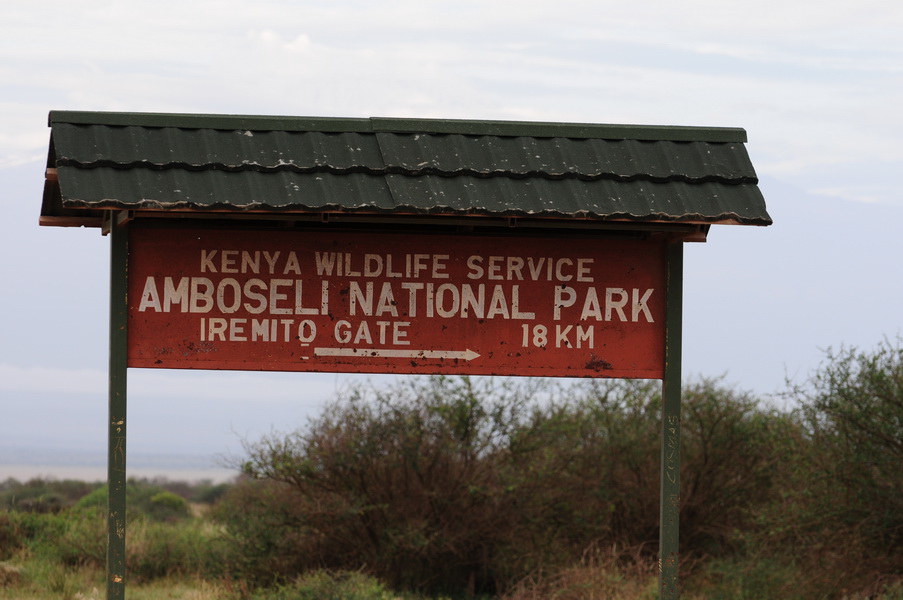 KENYA WILDLIFE SERVICE
AMBOSELI NATIONAL PARK
IREMITO GATE 18 KM